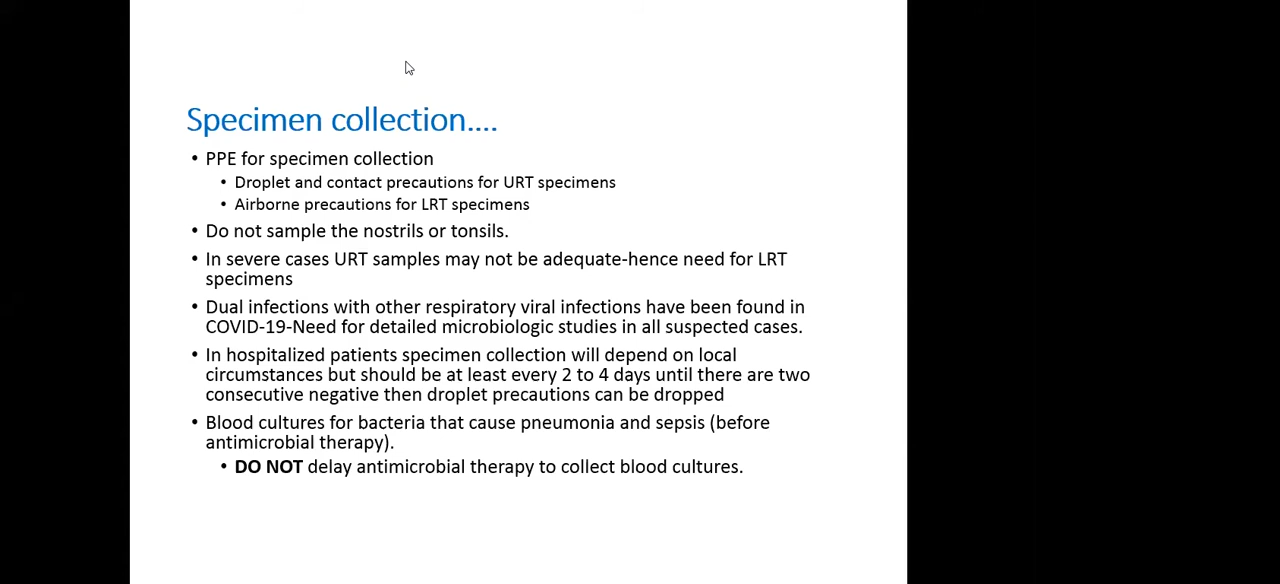 Specimen collection....
• PPE for specimen collection
• Droplet and contact precautions for URT specimens
• Airborne precautions for LRT specimens
• Do not sample the nostrils or tonsils.
• In severe cases URT samples may not be adequate-hence need for LRT
specimens
• Dual infections with other respiratory viral infections have been found in
COVID-19-Need for detailed microbiologic studies in all suspected cases.
• In hospitalized patients specimen collection will depend on local
circumstances but should be at least every 2 to 4 days until there are two
consecutive negative then droplet precautions can be dropped
• Blood cultures for bacteria that cause pneumonia and sepsis (before
antimicrobial therapy).
• DO NOT delay antimicrobial therapy to collect blood cultures.